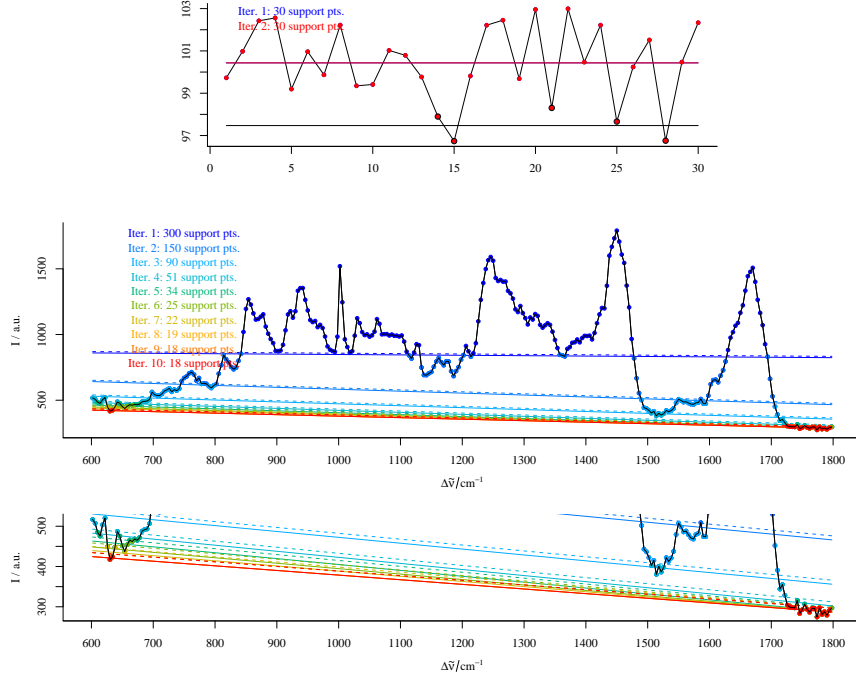 Iter. 1: 30 support pts.
Iter. 2: 30 support pts.
103
101
99
97
0 5 10 15 20 25 30
Iter. 1: 300 support pts.
Iter. 2: 150 support pts.
Iter. 3: 90 support pts.
Iter. 4: 51 support pts.
Iter. 5: 34 support pts.
Iter. 6: 25 support pts.
Iter. 7: 22 support pts.
Iter. 8: 19 support pts.
Iter. 9: 18 support pts.
Iter. 10: 18 support pts.
I / a.u.
1500
1000
500
600 700 800 900 1000 1100 1200 1300 1400 1500 1600 1700 1800
Δν̃/cm⁻¹
I / a.u.
500
400
300
600 700 800 900 1000 1100 1200 1300 1400 1500 1600 1700 1800
Δν̃/cm⁻¹